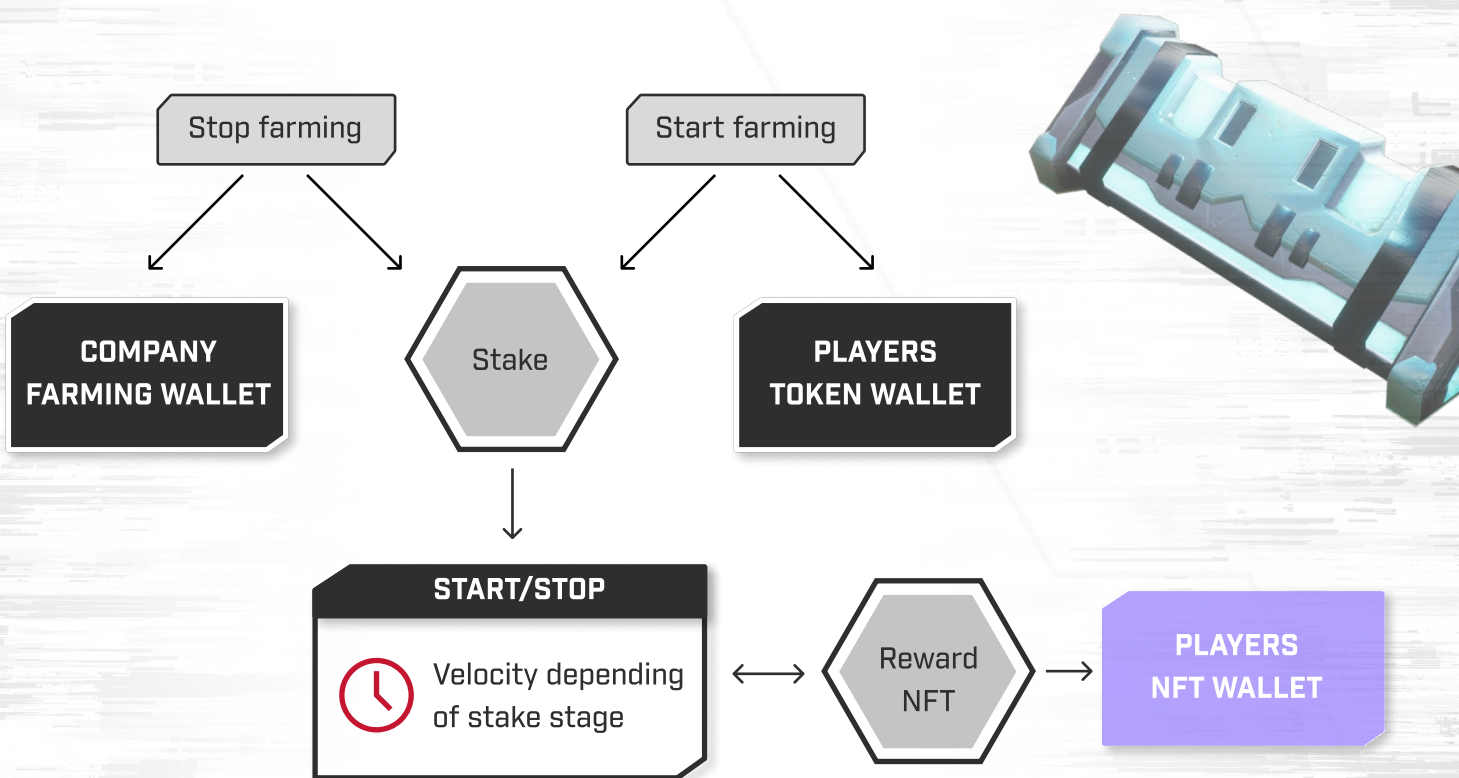 Stop farming
Start farming
COMPANY
FARMING WALLET
Stake
PLAYERS
TOKEN WALLET
START/STOP
Velocity depending
of stake stage
Reward
NFT
PLAYERS
NFT WALLET